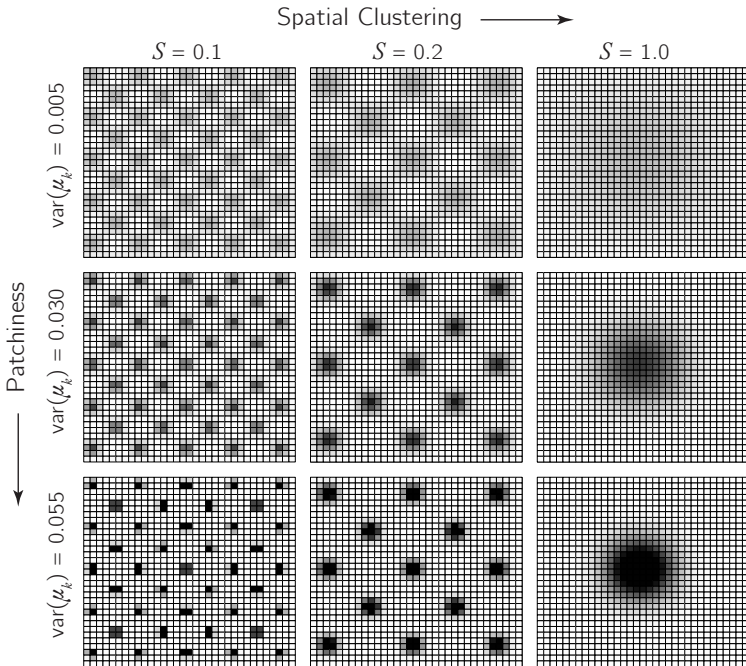 Spatial Clustering
S = 0.1
S = 0.2
S = 1.0
Patchiness
var(μₖ) = 0.005
var(μₖ) = 0.030
var(μₖ) = 0.055